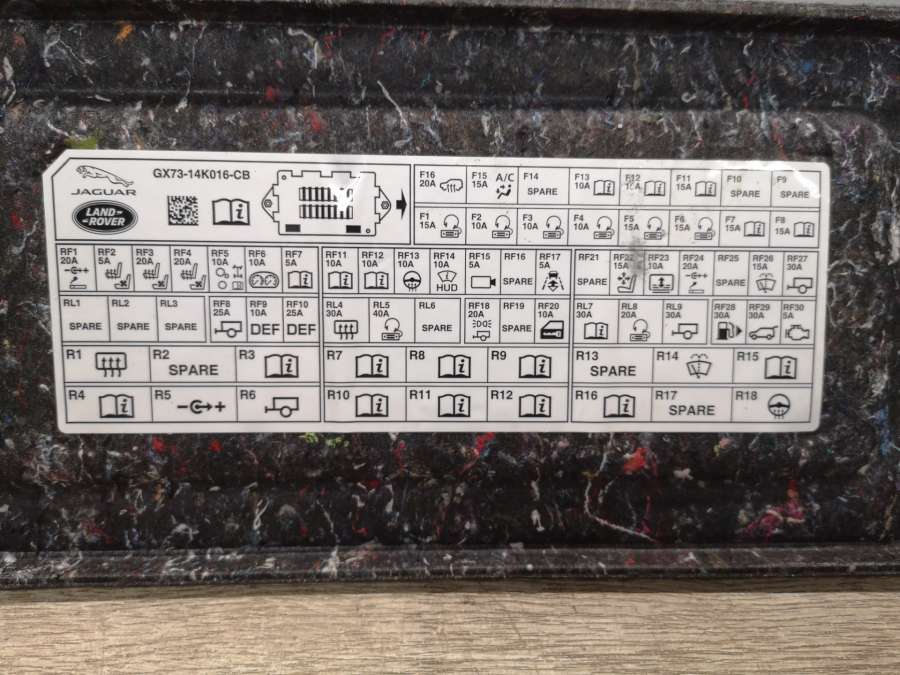 JAGUAR
LAND-
ROVER
GX73-14K016-CB
F16 20A F15 15A A/C F14 SPARE F13 10A F12 15A F11 15A F10 SPARE F9 SPARE
F1 15A F2 10A F3 10A F4 10A F5 15A F6 15A F7 15A F8 15A
RF1 20A RF2 5A RF3 20A RF4 20A RF5 10A RF6 10A RF7 5A RF11 10A RF12 10A RF13 10A RF14 10A HUD RF15 5A RF16 SPARE RF17 5A RF21 SPARE RF22 15A RF23 10A RF24 20A RF25 SPARE RF26 15A RF27 30A
RL1 SPARE RL2 SPARE RL3 SPARE RF8 25A RF9 10A DEF RF10 25A DEF RL4 30A RL5 40A RL6 SPARE RF18 20A RF19 SPARE RF20 10A RL7 30A RL8 20A RL9 30A RF28 30A RF29 30A RF30 5A
R1 R2 SPARE R3 R7 R8 R9 R13 SPARE R14 R15
R4 R5 R6 R10 R11 R12 R16 R17 SPARE R18